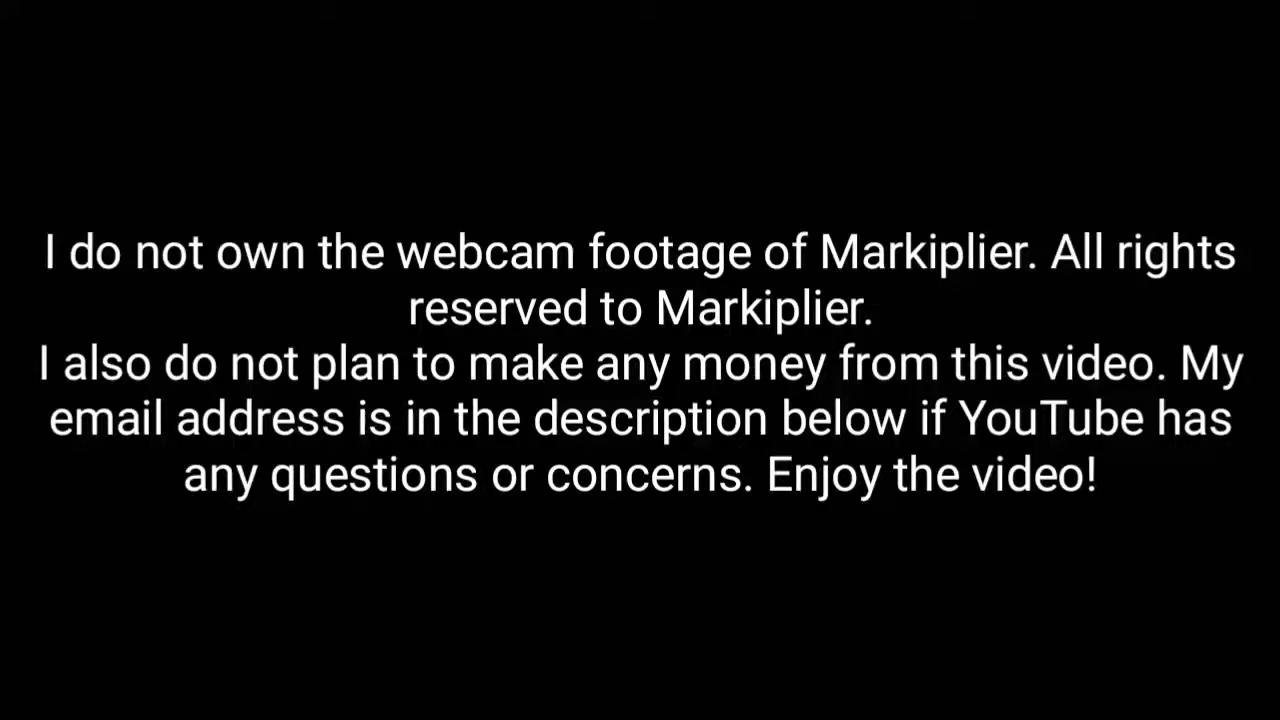 I do not own the webcam footage of Markiplier. All rights
reserved to Markiplier.
I also do not plan to make any money from this video. My
email address is in the description below if YouTube has
any questions or concerns. Enjoy the video!